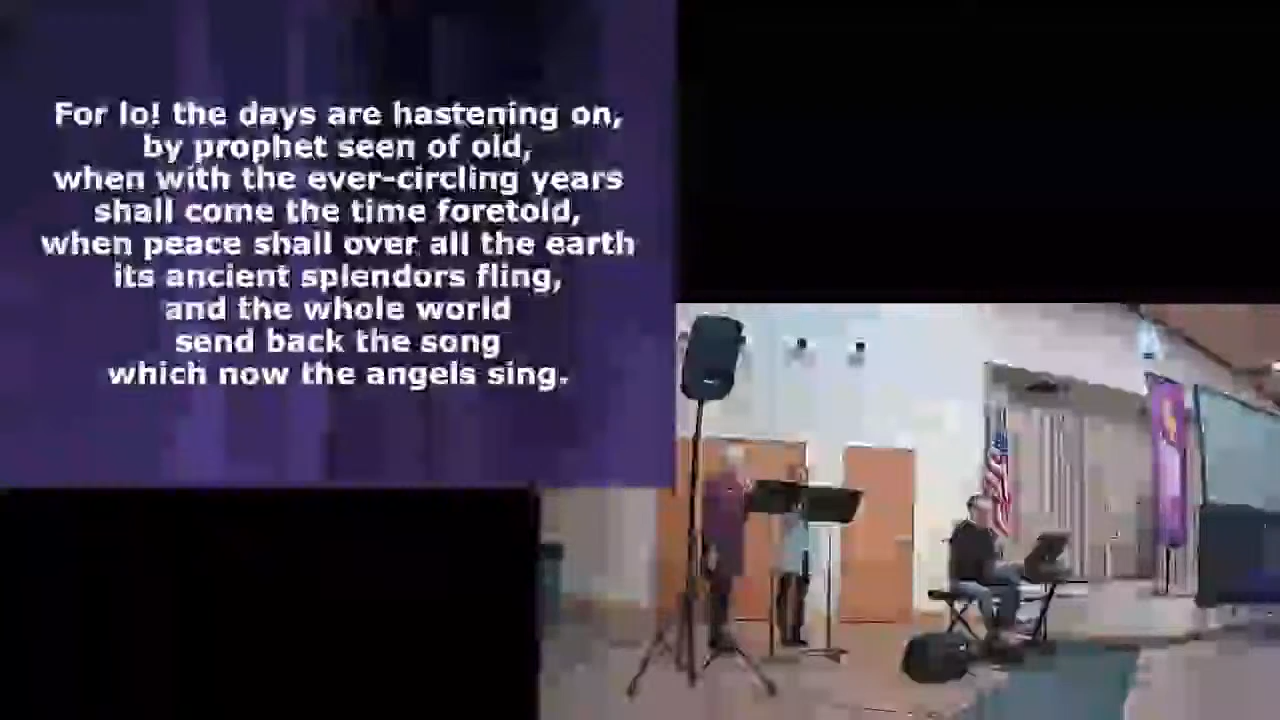 For lo! the days are hastening on,
by prophet seen of old,
when with the ever-circling years
shall come the time foretold,
when peace shall over all the earth
its ancient splendors fling,
and the whole world
send back the song
which now the angels sing.